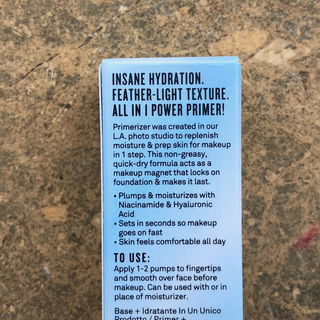 INSANE HYDRATION.
FEATHER-LIGHT TEXTURE.
ALL IN 1 POWER PRIMER!
Primerizer was created in our
L.A. photo studio to replenish
moisture & prep skin for makeup
in 1 step. This non-greasy,
quick-dry formula acts as a
makeup magnet that locks on
foundation & makes it last.
• Plumps & moisturizes with
Niacinamide & Hyaluronic
Acid
• Sets in seconds so makeup
goes on fast
• Skin feels comfortable all day
TO USE:
Apply 1-2 pumps to fingertips
and smooth over face before
makeup. Can be used with or in
place of moisturizer.
Base + Idratante In Un Unico
Prodotto / Primer +